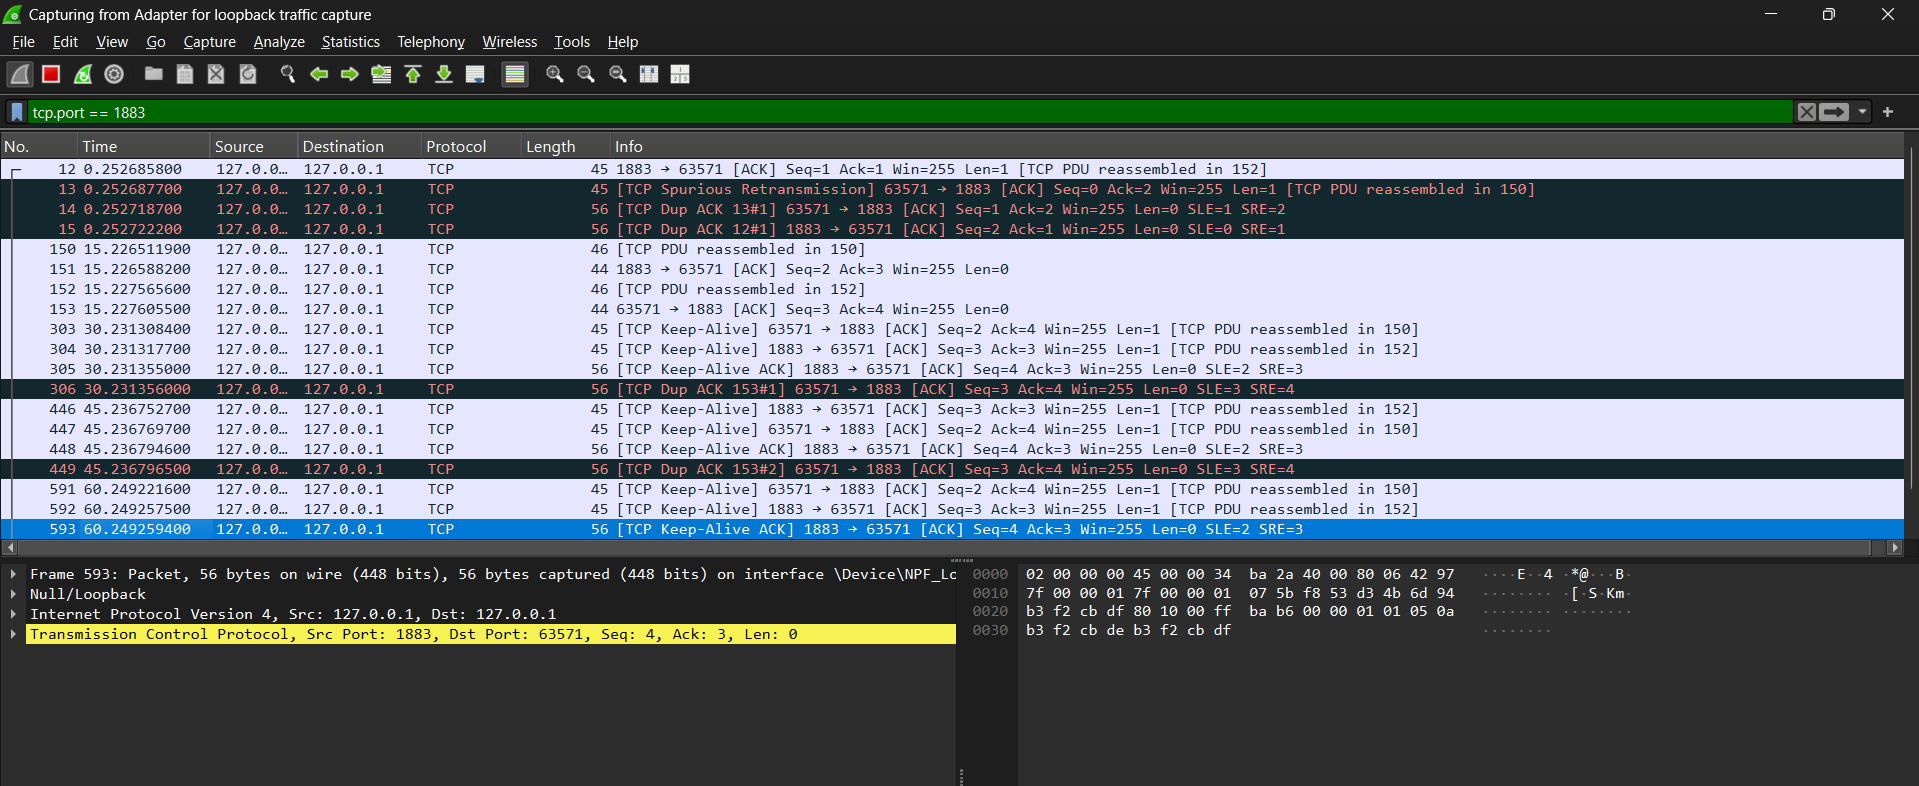 Capturing from Adapter for loopback traffic capture
File Edit View Go Capture Analyze Statistics Telephony Wireless Tools Help
tcp.port == 1883
No. Time Source Destination Protocol Length Info
12 0.252685800 127.0.0… 127.0.0.1 TCP 45 1883 → 63571 [ACK] Seq=1 Ack=1 Win=255 Len=1 [TCP PDU reassembled in 152]
13 0.252687700 127.0.0… 127.0.0.1 TCP 45 [TCP Spurious Retransmission] 63571 → 1883 [ACK] Seq=0 Ack=2 Win=255 Len=1 [TCP PDU reassembled in 150]
14 0.252718700 127.0.0… 127.0.0.1 TCP 56 [TCP Dup ACK 13#1] 63571 → 1883 [ACK] Seq=1 Ack=2 Win=255 Len=0 SLE=1 SRE=2
15 0.252722200 127.0.0… 127.0.0.1 TCP 56 [TCP Dup ACK 12#1] 1883 → 63571 [ACK] Seq=2 Ack=1 Win=255 Len=0 SLE=0 SRE=1
150 15.226511900 127.0.0… 127.0.0.1 TCP 46 [TCP PDU reassembled in 150]
151 15.226588200 127.0.0… 127.0.0.1 TCP 44 1883 → 63571 [ACK] Seq=2 Ack=3 Win=255 Len=0
152 15.227565600 127.0.0… 127.0.0.1 TCP 46 [TCP PDU reassembled in 152]
153 15.227605500 127.0.0… 127.0.0.1 TCP 44 63571 → 1883 [ACK] Seq=3 Ack=4 Win=255 Len=0
303 30.231308400 127.0.0… 127.0.0.1 TCP 45 [TCP Keep-Alive] 63571 → 1883 [ACK] Seq=2 Ack=4 Win=255 Len=1 [TCP PDU reassembled in 150]
304 30.231317700 127.0.0… 127.0.0.1 TCP 45 [TCP Keep-Alive] 1883 → 63571 [ACK] Seq=3 Ack=3 Win=255 Len=1 [TCP PDU reassembled in 152]
305 30.231355000 127.0.0… 127.0.0.1 TCP 56 [TCP Keep-Alive ACK] 1883 → 63571 [ACK] Seq=4 Ack=3 Win=255 Len=0 SLE=2 SRE=3
306 30.231356000 127.0.0… 127.0.0.1 TCP 56 [TCP Dup ACK 153#1] 63571 → 1883 [ACK] Seq=3 Ack=4 Win=255 Len=0 SLE=3 SRE=4
446 45.236752700 127.0.0… 127.0.0.1 TCP 45 [TCP Keep-Alive] 1883 → 63571 [ACK] Seq=3 Ack=3 Win=255 Len=1 [TCP PDU reassembled in 152]
447 45.236769700 127.0.0… 127.0.0.1 TCP 45 [TCP Keep-Alive] 63571 → 1883 [ACK] Seq=2 Ack=4 Win=255 Len=1 [TCP PDU reassembled in 150]
448 45.236794600 127.0.0… 127.0.0.1 TCP 56 [TCP Keep-Alive ACK] 1883 → 63571 [ACK] Seq=4 Ack=3 Win=255 Len=0 SLE=2 SRE=3
449 45.236796500 127.0.0… 127.0.0.1 TCP 56 [TCP Dup ACK 153#2] 63571 → 1883 [ACK] Seq=3 Ack=4 Win=255 Len=0 SLE=3 SRE=4
591 60.249221600 127.0.0… 127.0.0.1 TCP 45 [TCP Keep-Alive] 63571 → 1883 [ACK] Seq=2 Ack=4 Win=255 Len=1 [TCP PDU reassembled in 150]
592 60.249257500 127.0.0… 127.0.0.1 TCP 45 [TCP Keep-Alive] 1883 → 63571 [ACK] Seq=3 Ack=3 Win=255 Len=1 [TCP PDU reassembled in 152]
593 60.249259400 127.0.0… 127.0.0.1 TCP 56 [TCP Keep-Alive ACK] 1883 → 63571 [ACK] Seq=4 Ack=3 Win=255 Len=0 SLE=2 SRE=3
Frame 593: Packet, 56 bytes on wire (448 bits), 56 bytes captured (448 bits) on interface \Device\NPF_Lo
Null/Loopback
Internet Protocol Version 4, Src: 127.0.0.1, Dst: 127.0.0.1
Transmission Control Protocol, Src Port: 1883, Dst Port: 63571, Seq: 4, Ack: 3, Len: 0
0000 02 00 00 00 45 00 00 34 ba 2a 40 00 80 06 42 97 ····E··4 ·*@···B·
0010 7f 00 00 01 7f 00 00 01 07 5b f8 53 d3 4b 6d 94 ········ ·[·S·Km·
0020 b3 f2 cb df 80 10 00 ff ba b6 00 00 01 01 05 0a ········ ········
0030 b3 f2 cb de b3 f2 cb df ········